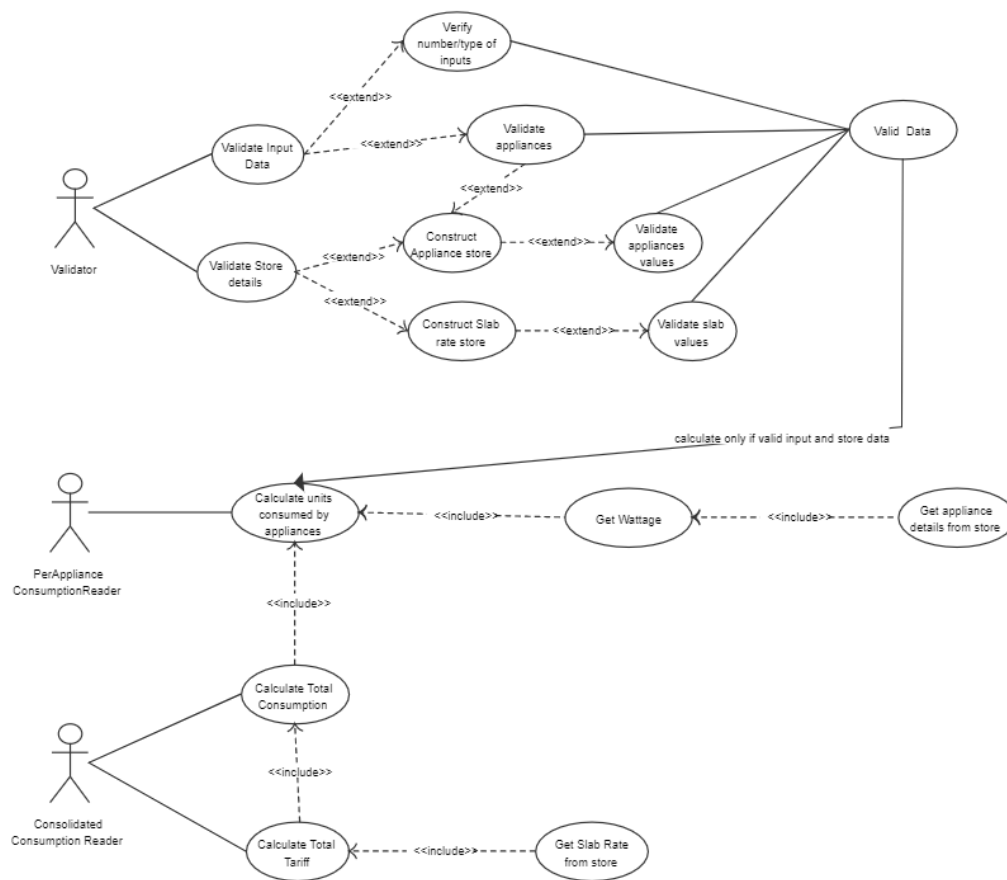 Verify
number/type of
inputs
<<extend>>
Valid Data
Validate
appliances
<<extend>>
Validate Input
Data
<<extend>>
Validator
Construct
Appliance store
<<extend>>
Validate
appliances
values
Validate Store
details
<<extend>>
<<extend>>
Construct Slab
rate store
<<extend>>
Validate slab
values
calculate only if valid input and store data
Calculate units
consumed by
appliances
<<include>>
Get Wattage
<<include>>
Get appliance
details from store
PerAppliance
ConsumptionReader
<<include>>
Calculate Total
Consumption
<<include>>
Consolidated
Consumption Reader
Calculate Total
Tariff
<<include>>
Get Slab Rate
from store